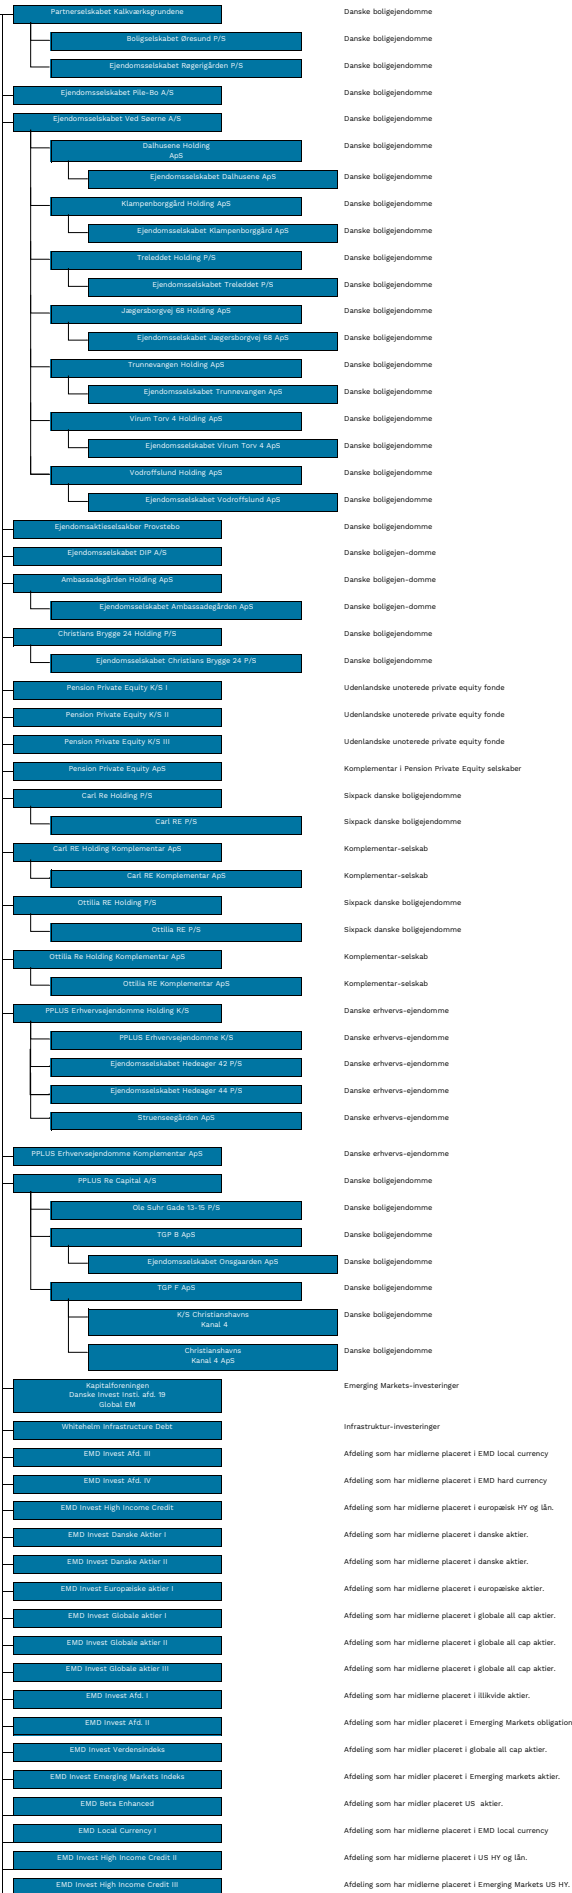 Partnerselskabet Kalkværksgrundene Danske boligejendomme
Boligselskabet Øresund P/S Danske boligejendomme
Ejendomsselskabet Røgerigården P/S Danske boligejendomme
Ejendomsselskabet Pile-Bo A/S Danske boligejendomme
Ejendomsselskabet Ved Søerne A/S Danske boligejendomme
Dalhusene Holding Danske boligejendomme
ApS
Ejendomsselskabet Dalhusene ApS Danske boligejendomme
Klampenborggård Holding ApS Danske boligejendomme
Ejendomsselskabet Klampenborggård ApS Danske boligejendomme
Treleddet Holding P/S Danske boligejendomme
Ejendomsselskabet Treleddet P/S Danske boligejendomme
Jægersborgvej 68 Holding ApS Danske boligejendomme
Ejendomsselskabet Jægersborgvej 68 ApS Danske boligejendomme
Trunnevangen Holding ApS Danske boligejendomme
Ejendomsselskabet Trunnevangen ApS Danske boligejendomme
Virum Torv 4 Holding ApS Danske boligejendomme
Ejendomsselskabet Virum Torv 4 ApS Danske boligejendomme
Vodroffslund Holding ApS Danske boligejendomme
Ejendomsselskabet Vodroffslund ApS Danske boligejendomme
Ejendomsaktieselsakber Provstebo Danske boligejendomme
Ejendomsselskabet DIP A/S Danske boligejen-domme
Ambassadegården Holding ApS Danske boligejen-domme
Ejendomsselskabet Ambassadegården ApS Danske boligejen-domme
Christians Brygge 24 Holding P/S Danske boligejendomme
Ejendomsselskabet Christians Brygge 24 P/S Danske boligejendomme
Pension Private Equity K/S I Udenlandske unoterede private equity fonde
Pension Private Equity K/S II Udenlandske unoterede private equity fonde
Pension Private Equity K/S III Udenlandske unoterede private equity fonde
Pension Private Equity ApS Komplementar i Pension Private Equity selskaber
Carl Re Holding P/S Sixpack danske boligejendomme
Carl RE P/S Sixpack danske boligejendomme
Carl RE Holding Komplementar ApS Komplementar-selskab
Carl RE Komplementar ApS Komplementar-selskab
Ottilia RE Holding P/S Sixpack danske boligejendomme
Ottilia RE P/S Sixpack danske boligejendomme
Ottilia Re Holding Komplementar ApS Komplementar-selskab
Ottilia RE Komplementar ApS Komplementar-selskab
PPLUS Erhvervsejendomme Holding K/S Danske erhvervs-ejendomme
PPLUS Erhvervsejendomme K/S Danske erhvervs-ejendomme
Ejendomsselskabet Hedeager 42 P/S Danske erhvervs-ejendomme
Ejendomsselskabet Hedeager 44 P/S Danske erhvervs-ejendomme
Struenseegården ApS Danske erhvervs-ejendomme
PPLUS Erhvervsejendomme Komplementar ApS Danske erhvervs-ejendomme
PPLUS Re Capital A/S Danske boligejendomme
Ole Suhr Gade 13-15 P/S Danske boligejendomme
TGP B ApS Danske boligejendomme
Ejendomsselskabet Onsgaarden ApS Danske boligejendomme
TGP F ApS Danske boligejendomme
K/S Christianshavns Danske boligejendomme
Kanal 4
Christianshavns Danske boligejendomme
Kanal 4 ApS
Kapitalforeningen Emerging Markets-investeringer
Danske Invest Insti. afd. 19
Global EM
Whitehelm Infrastructure Debt Infrastruktur-investeringer
EMD Invest Afd. III Afdeling som har midlerne placeret i EMD local currency
EMD Invest Afd. IV Afdeling som har midlerne placeret i EMD hard currency
EMD Invest High Income Credit Afdeling som har midlerne placeret i europæisk HY og lån.
EMD Invest Danske Aktier I Afdeling som har midlerne placeret i danske aktier.
EMD Invest Danske Aktier II Afdeling som har midlerne placeret i danske aktier.
EMD Invest Europæiske aktier I Afdeling som har midlerne placeret i europæiske aktier.
EMD Invest Globale aktier I Afdeling som har midlerne placeret i globale all cap aktier.
EMD Invest Globale aktier II Afdeling som har midlerne placeret i globale all cap aktier.
EMD Invest Globale aktier III Afdeling som har midlerne placeret i globale all cap aktier.
EMD Invest Afd. I Afdeling som har midlerne placeret i illikvide aktier.
EMD Invest Afd. II Afdeling som har midler placeret i Emerging Markets obligation
EMD Invest Verdensindeks Afdeling som har midler placeret i globale all cap aktier.
EMD Invest Emerging Markets Indeks Afdeling som har midler placeret i Emerging markets aktier.
EMD Beta Enhanced Afdeling som har midler placeret US aktier.
EMD Local Currency I Afdeling som har midlerne placeret i EMD local currency
EMD Invest High Income Credit II Afdeling som har midlerne placeret i US HY og lån.
EMD Invest High Income Credit III Afdeling som har midlerne placeret i Emerging Markets US HY.